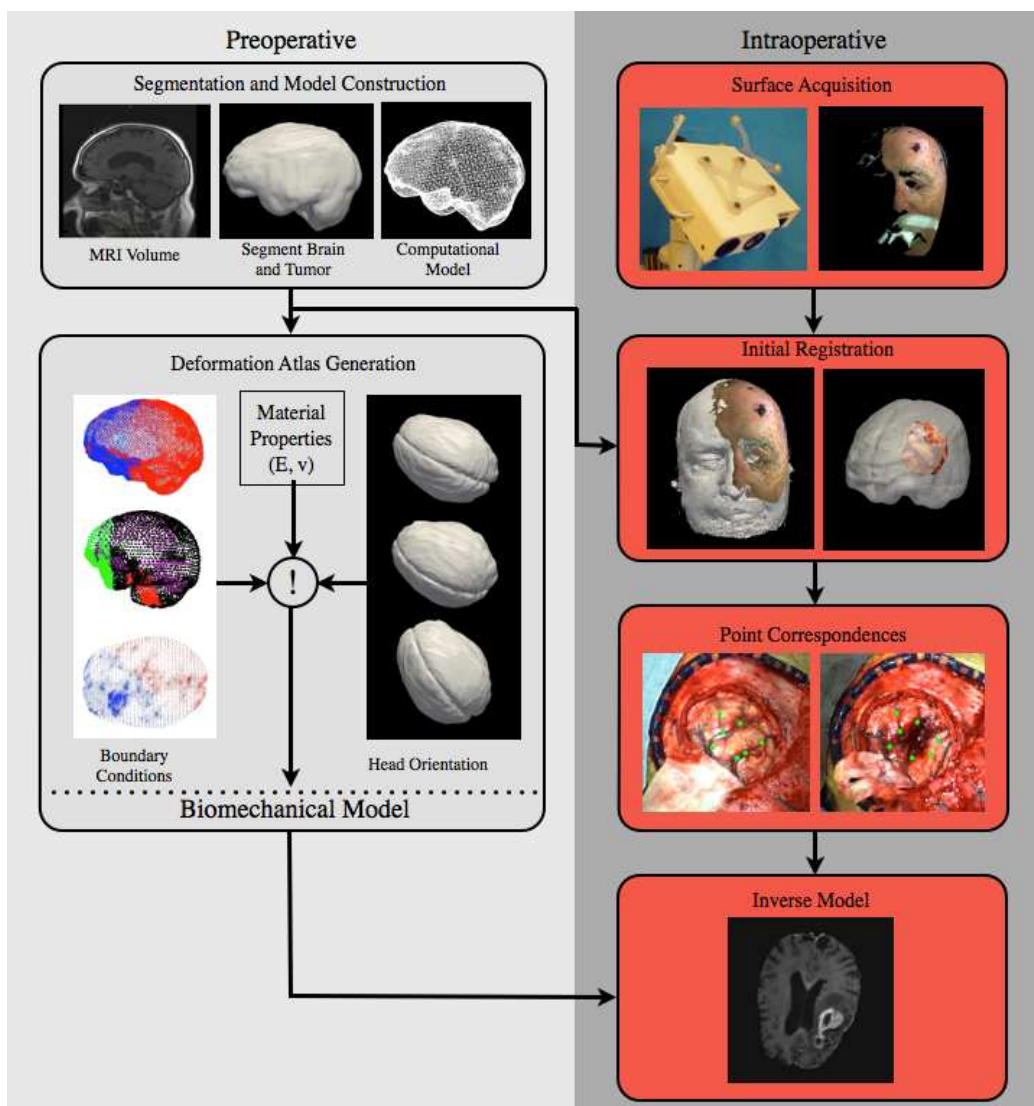 Preoperative
Segmentation and Model Construction
MRI Volume
Segment Brain
and Tumor
Computational
Model
Deformation Atlas Generation
Material
Properties
(E, v)
!
Boundary
Conditions
Head Orientation
Biomechanical Model
Intraoperative
Surface Acquisition
Initial Registration
Point Correspondences
Inverse Model